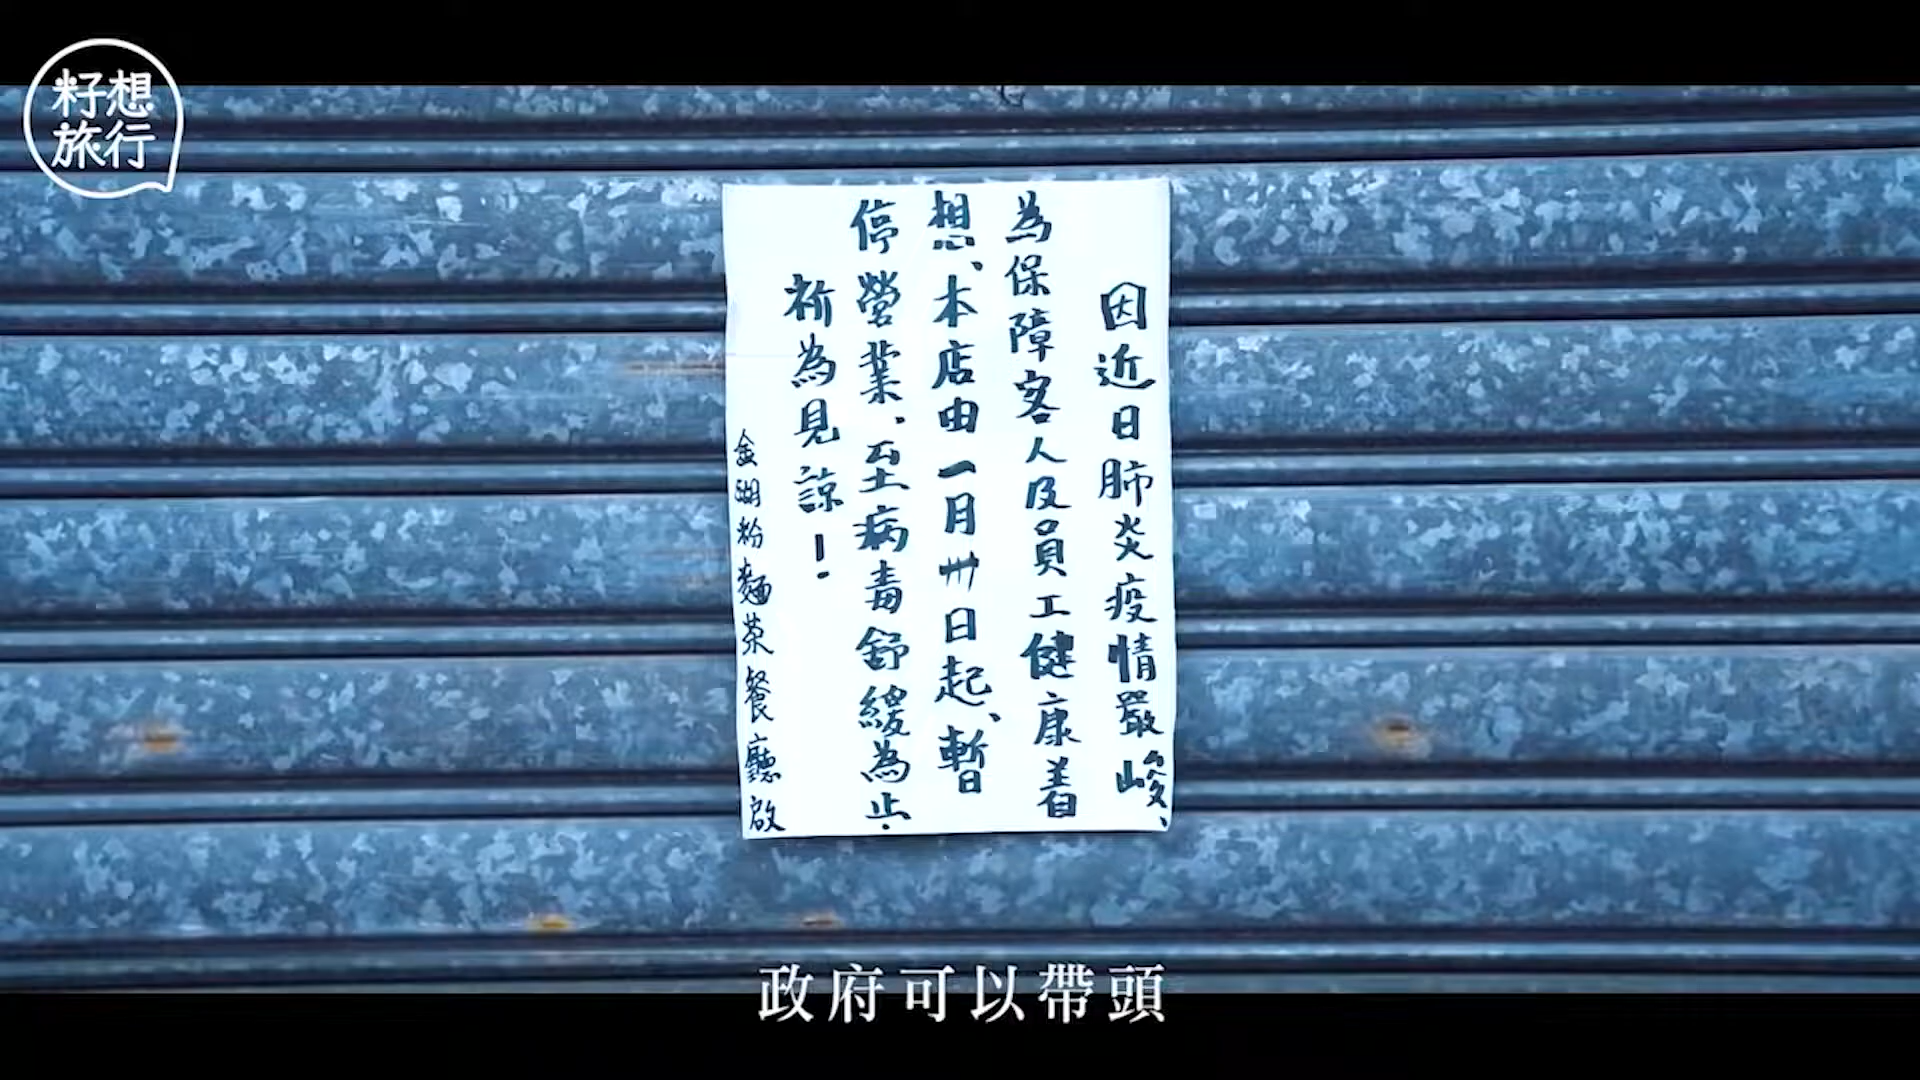 籽想
旅行
因近日肺炎疫情嚴峻、
為保障客人及員工健康着
想、本店由一月卅日起、暫
停營業、至病毒舒緩為止.
祈為見諒！
金湖粉麵茶餐廳啟
政府可以帶頭